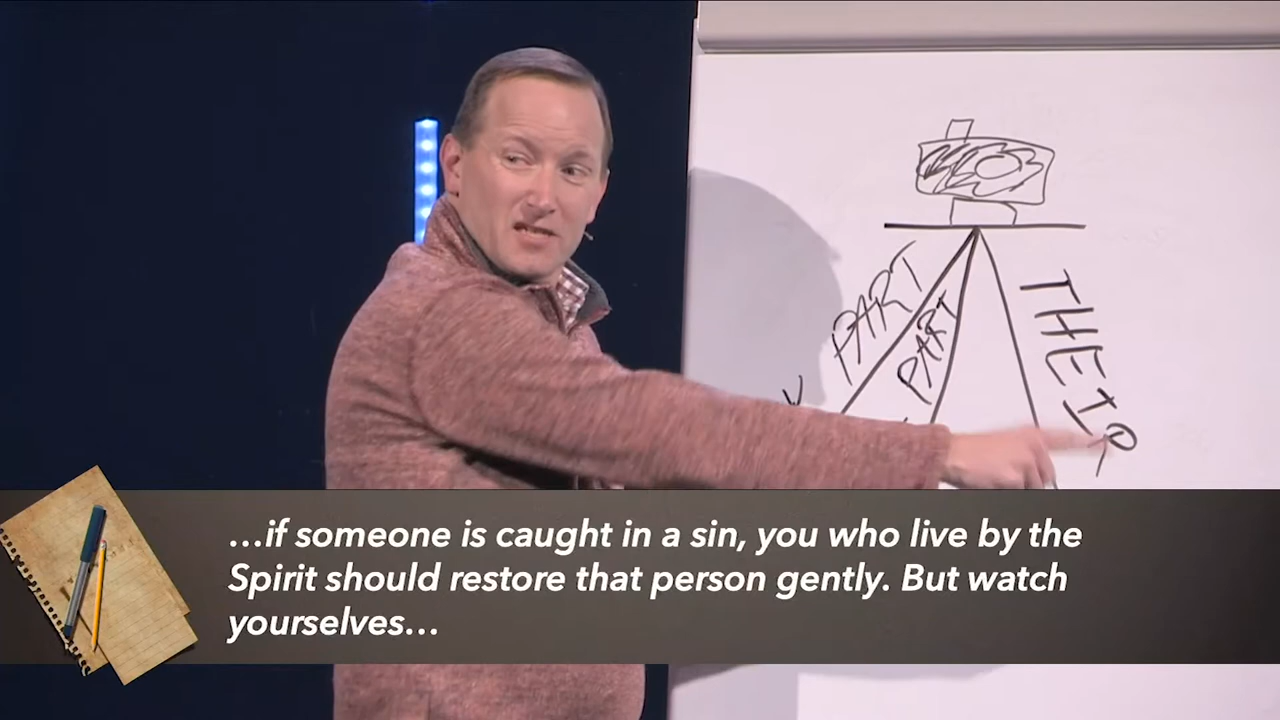 PART
PART
THEIR
…if someone is caught in a sin, you who live by the
Spirit should restore that person gently. But watch
yourselves…